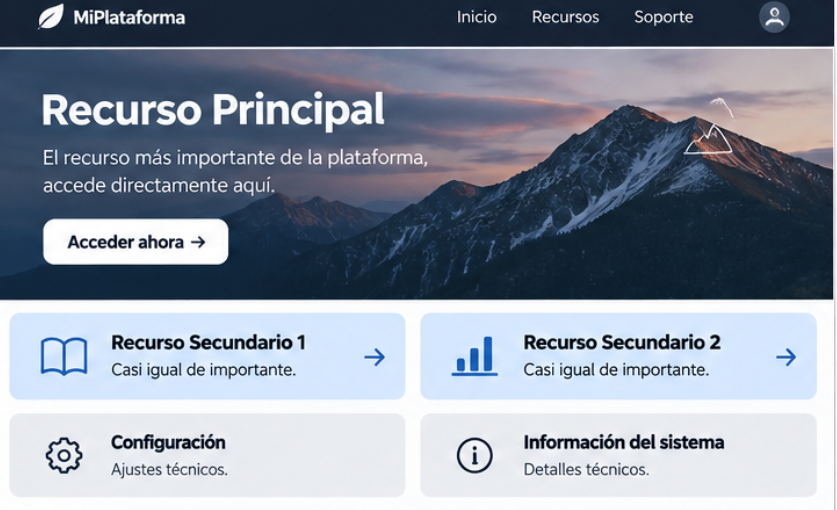 MiPlataforma
Inicio Recursos Soporte
Recurso Principal
El recurso más importante de la plataforma,
accede directamente aquí.
Acceder ahora →
Recurso Secundario 1
Casi igual de importante.
Recurso Secundario 2
Casi igual de importante.
Configuración
Ajustes técnicos.
Información del sistema
Detalles técnicos.